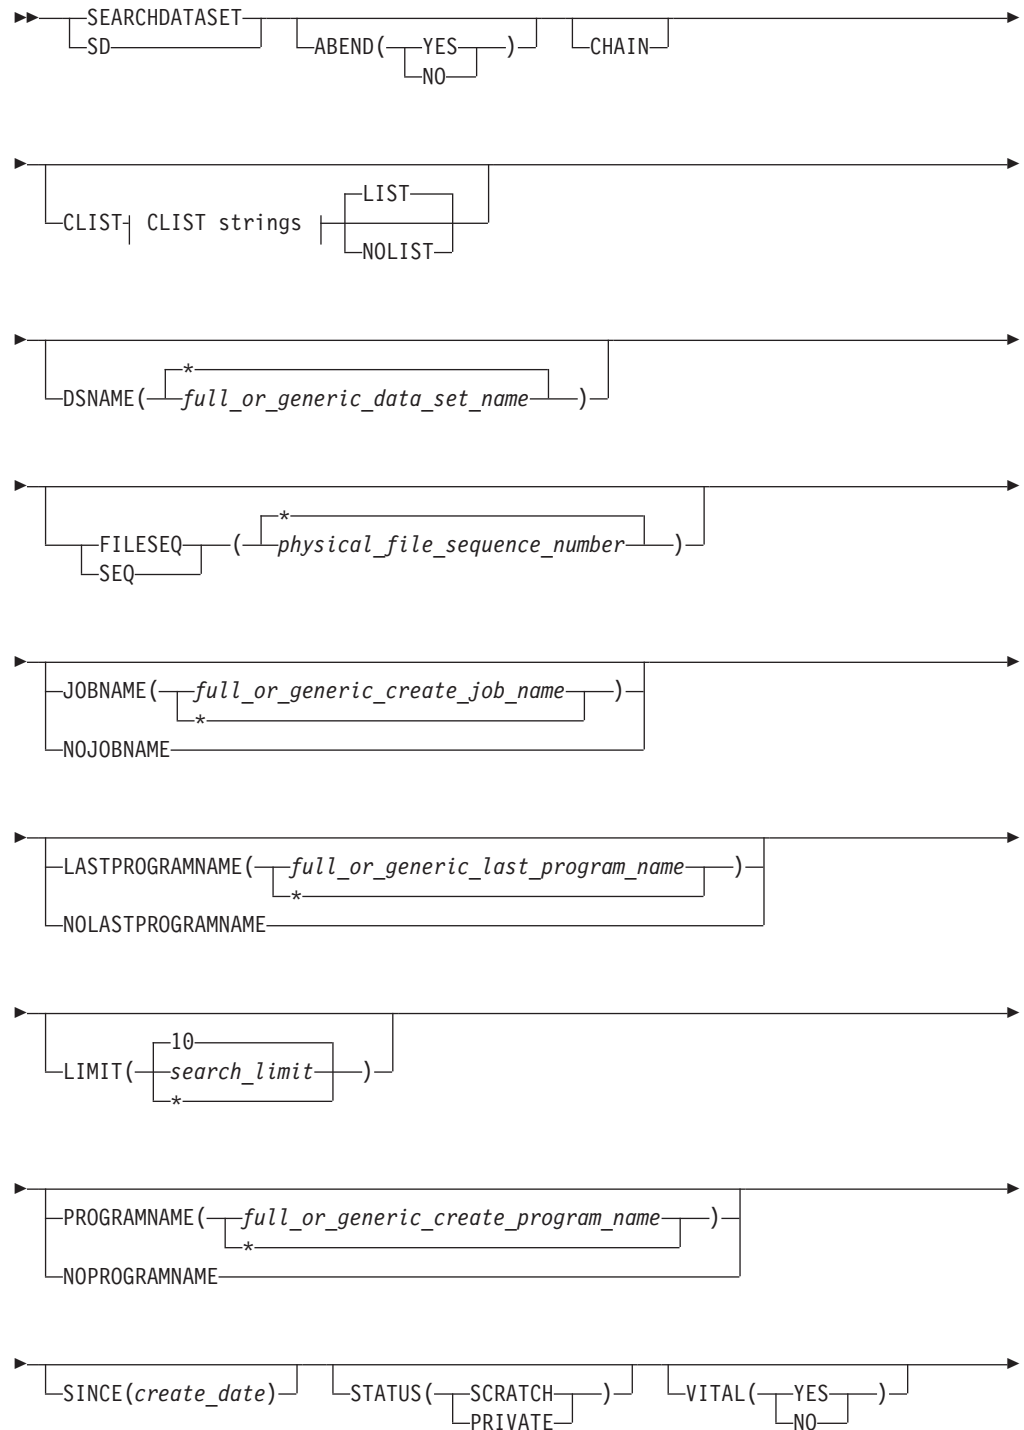 SEARCHDATASET
SD
ABEND( YES )
NO
CHAIN
CLIST CLIST strings
LIST
NOLIST
DSNAME( * )
full_or_generic_data_set_name
FILESEQ ( * )
SEQ
physical_file_sequence_number
JOBNAME( full_or_generic_create_job_name )
*
NOJOBNAME
LASTPROGRAMNAME( full_or_generic_last_program_name )
*
NOLASTPROGRAMNAME
LIMIT( 10 )
search_limit
*
PROGRAMNAME( full_or_generic_create_program_name )
*
NOPROGRAMNAME
SINCE(create_date)
STATUS( SCRATCH )
PRIVATE
VITAL( YES )
NO